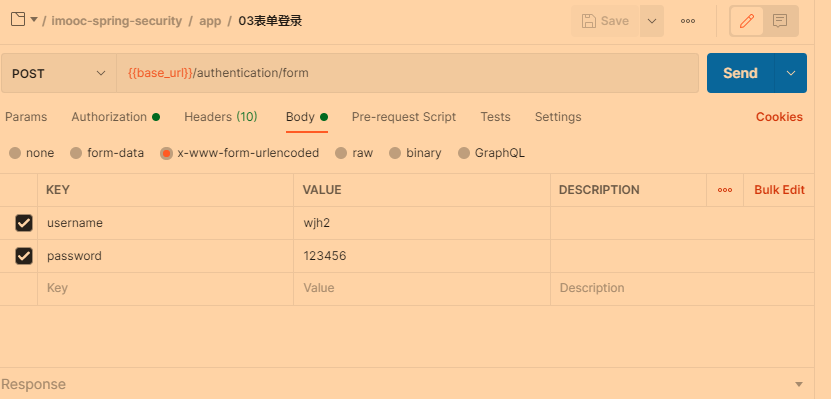 / imooc-spring-security / app / 03表单登录 Save
POST {{base_url}}/authentication/form Send
Params Authorization Headers (10) Body Pre-request Script Tests Settings Cookies
none form-data x-www-form-urlencoded raw binary GraphQL
KEY VALUE DESCRIPTION Bulk Edit
username wjh2
password 123456
Key Value Description
Response